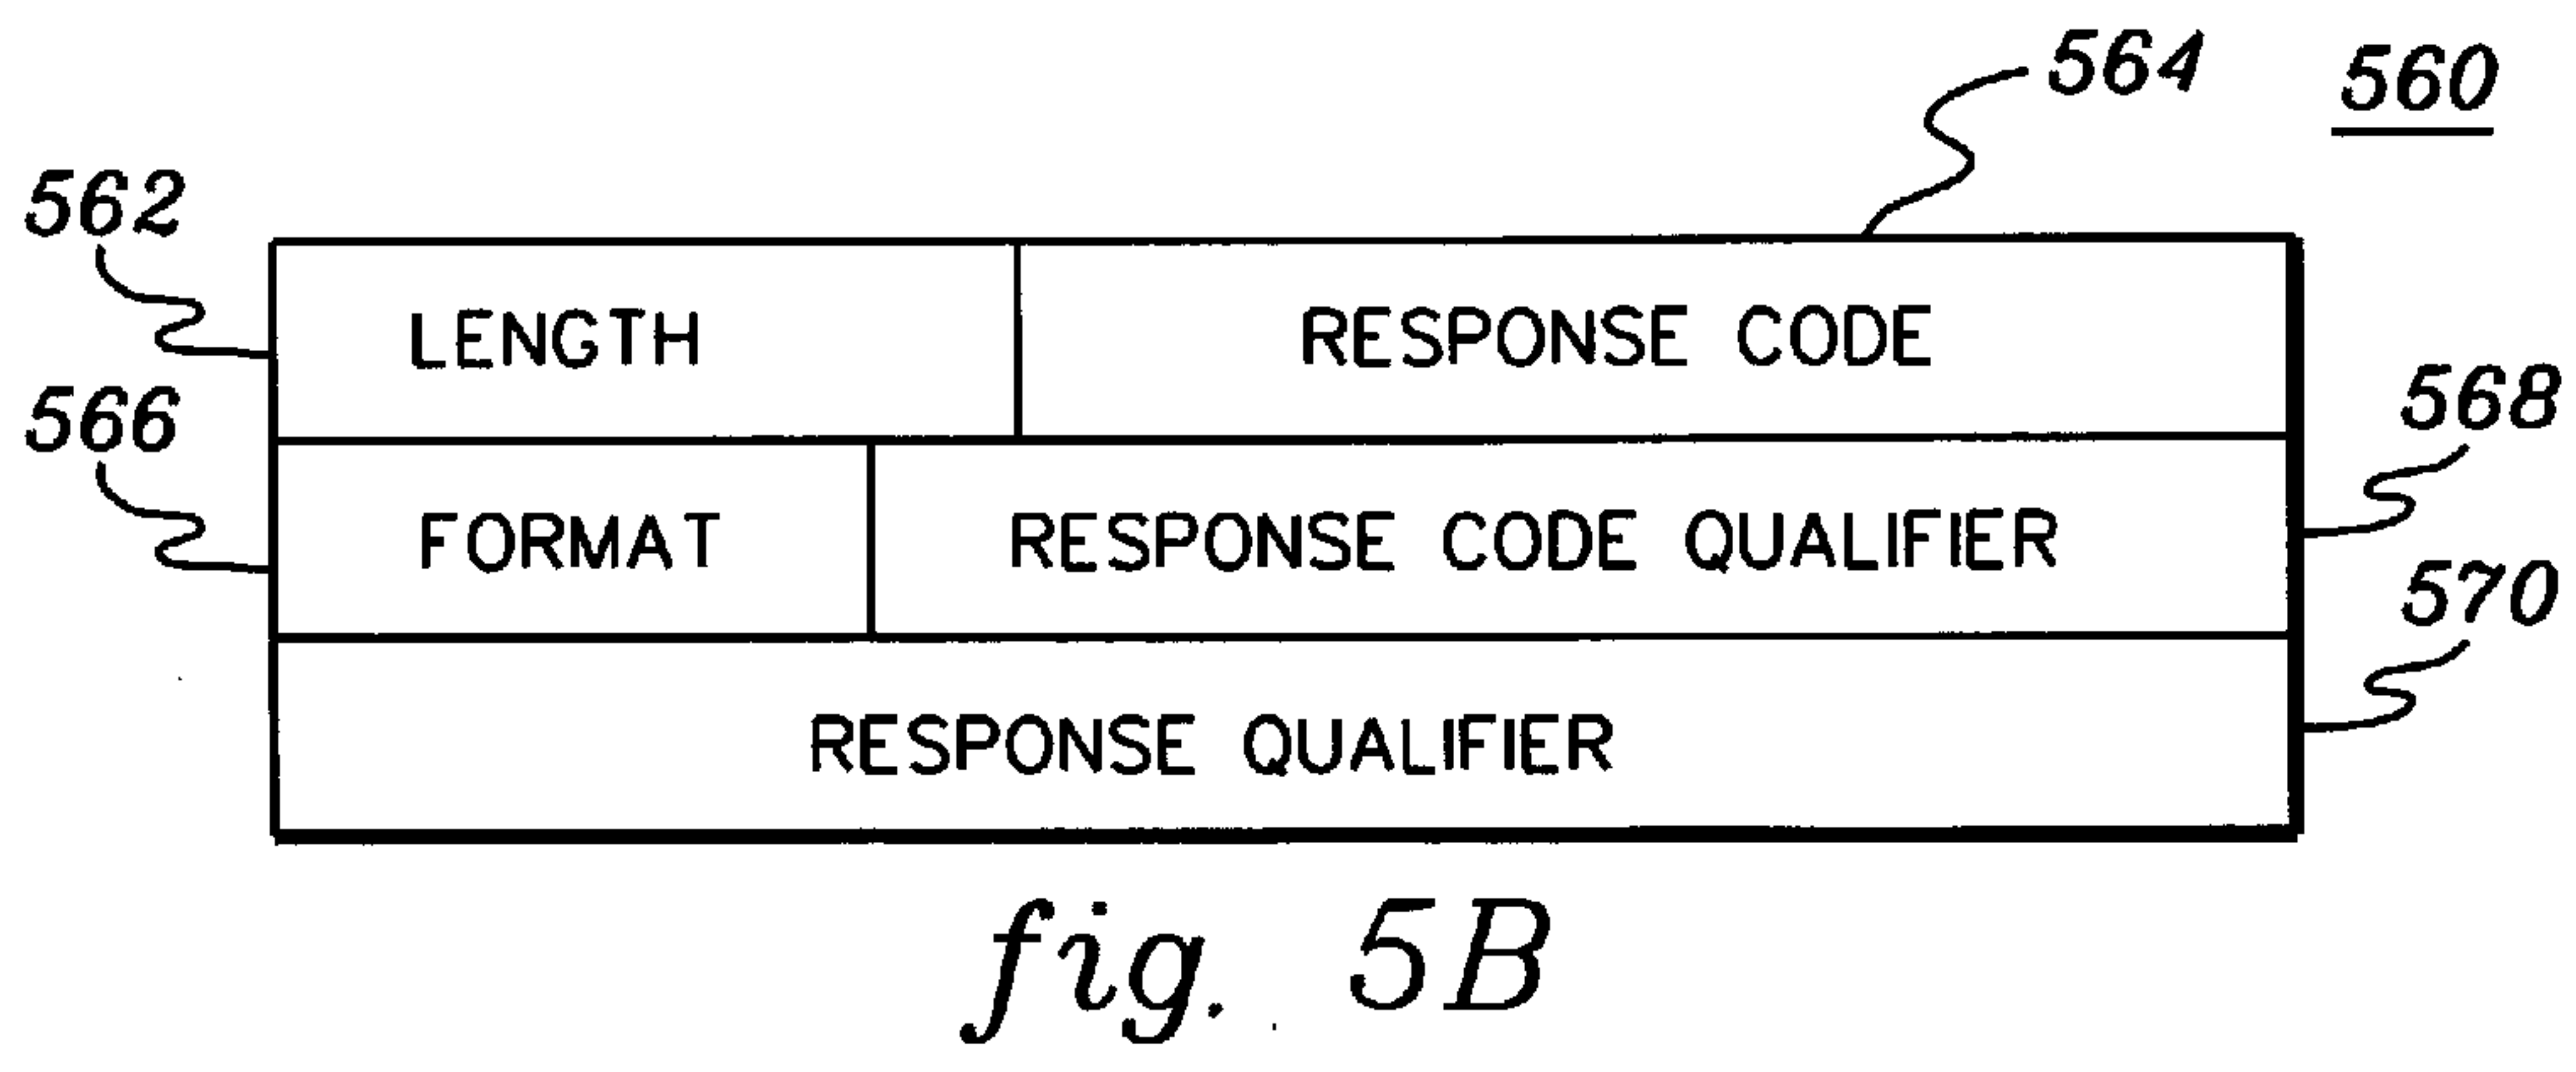 564 560
562
LENGTH RESPONSE CODE
566 568
FORMAT RESPONSE CODE QUALIFIER
570
RESPONSE QUALIFIER
fig. 5B